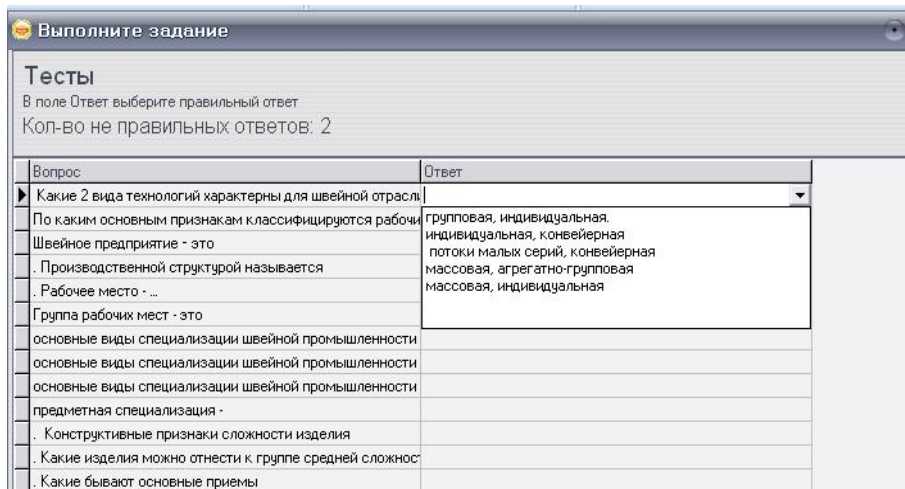 Выполните задание
Тесты
В поле Ответ выберите правильный ответ
Кол-во не правильных ответов: 2
Вопрос Ответ
Какие 2 вида технологий характерны для швейной отрасли
групповая, индивидуальная.
индивидуальная, конвейерная
потоки малых серий, конвейерная
массовая, агрегатно-групповая
массовая, индивидуальная
По каким основным признакам классифицируются рабочи
Швейное предприятие - это
. Производственной структурой называется
. Рабочее место - ...
Группа рабочих мест - это
основные виды специализации швейной промышленности
основные виды специализации швейной промышленности
основные виды специализации швейной промышленности
предметная специализация -
. Конструктивные признаки сложности изделия
. Какие изделия можно отнести к группе средней сложност
. Какие бывают основные приемы